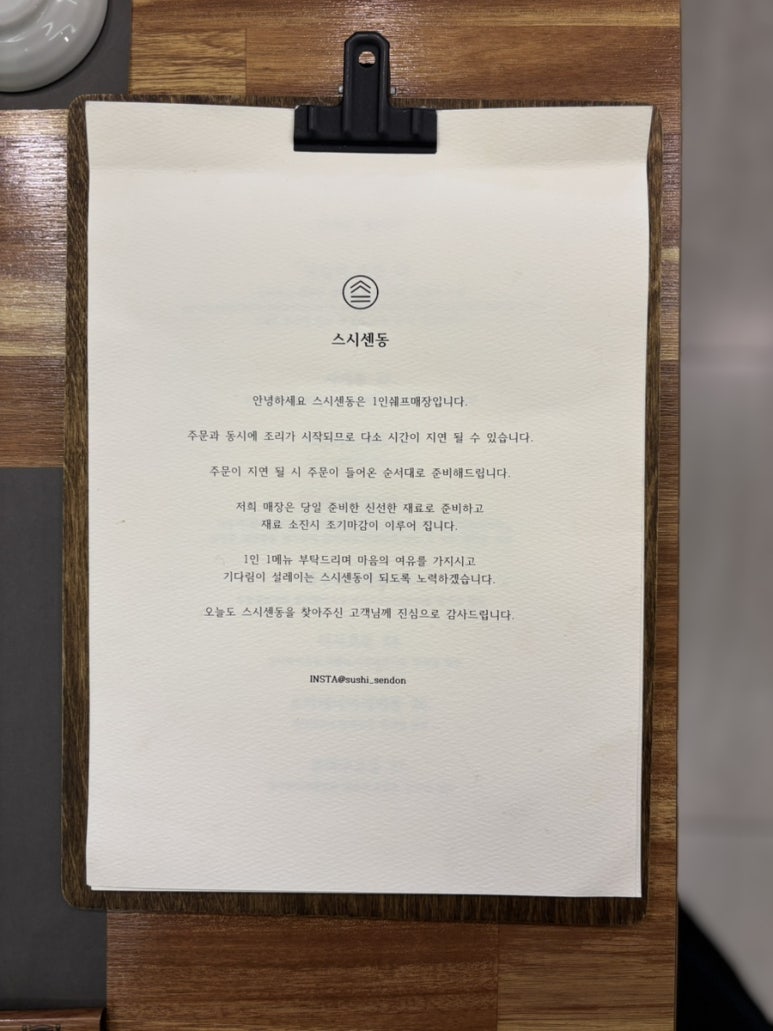 스시센동
안녕하세요 스시센동은 1인쉐프매장입니다.
주문과 동시에 조리가 시작되므로 다소 시간이 지연 될 수 있습니다.
주문이 지연 될 시 주문이 들어온 순서대로 준비해드립니다.
저희 매장은 당일 준비한 신선한 재료로 준비하고
재료 소진시 조기마감이 이루어 집니다.
1인 1메뉴 부탁드리며 마음의 여유를 가지시고
기다림이 설레이는 스시센동이 되도록 노력하겠습니다.
오늘도 스시센동을 찾아주신 고객님께 진심으로 감사드립니다.
INSTA@sushi_sendon